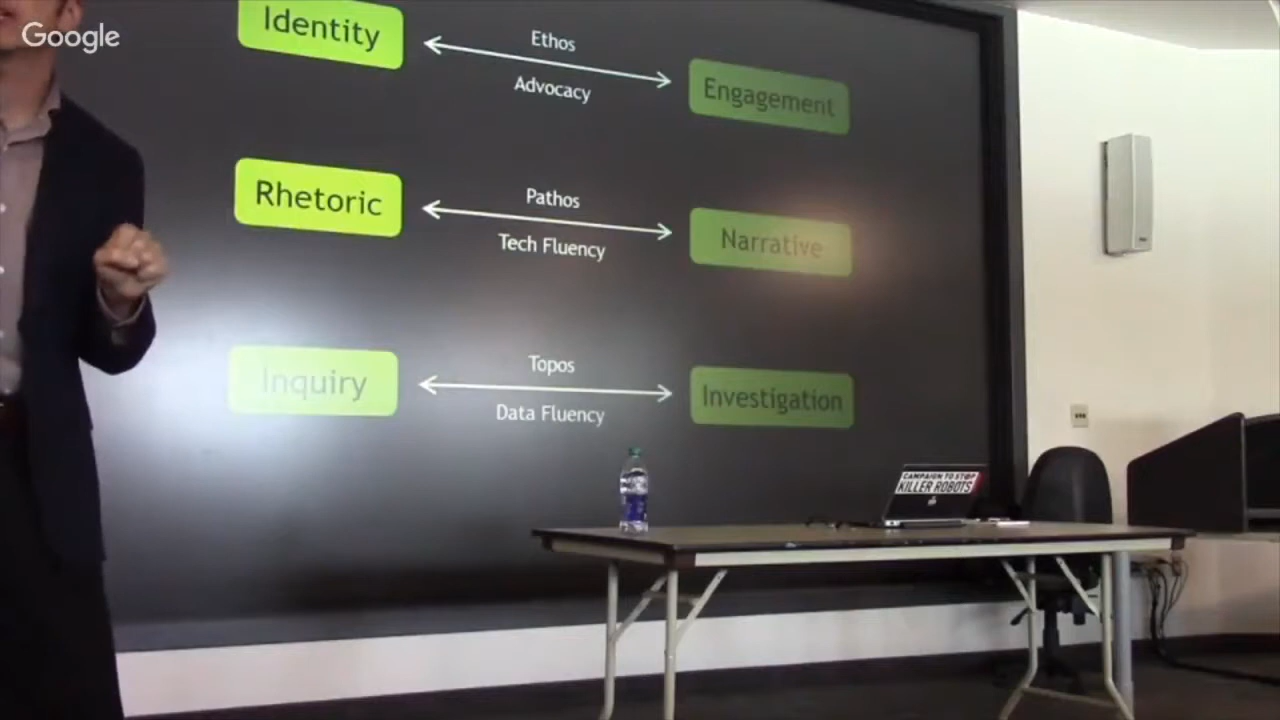 Google
Identity
Ethos
Advocacy
Engagement
Rhetoric
Pathos
Tech Fluency
Narrative
Inquiry
Topos
Data Fluency
Investigation
CAMPAIGN TO STOP
KILLER ROBOTS